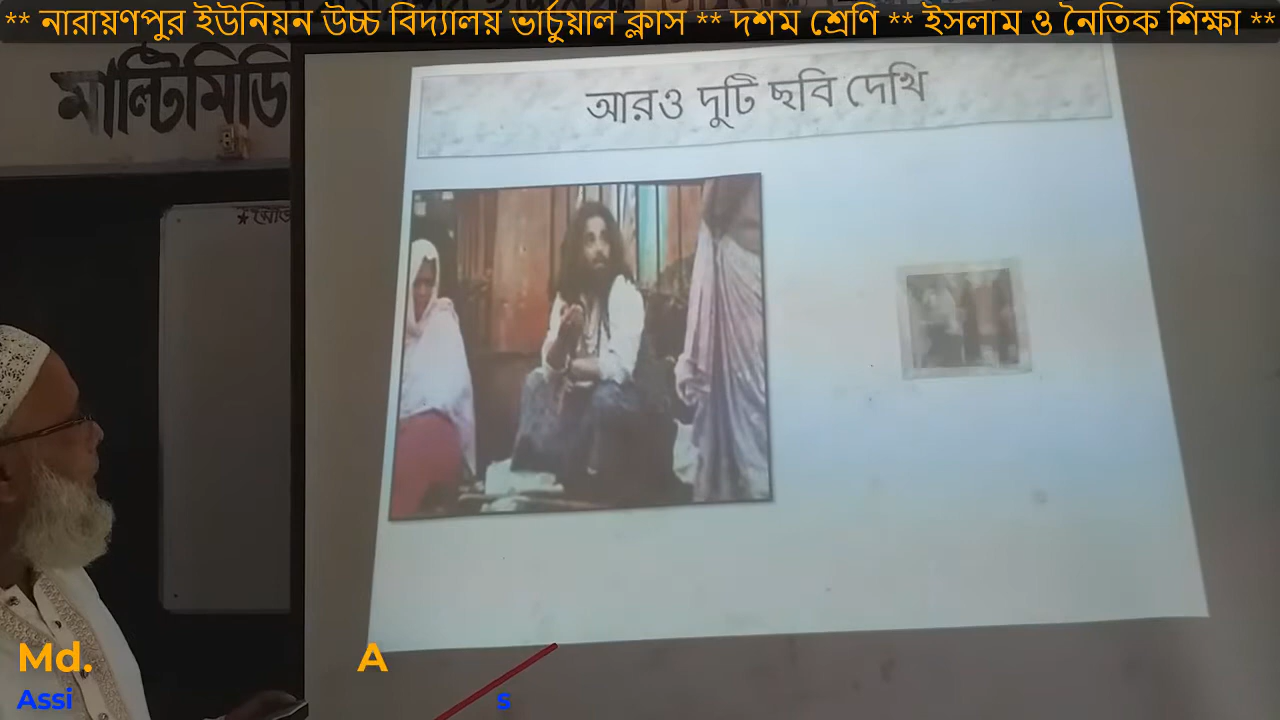 ** নারায়ণপুর ইউনিয়ন উচ্চ বিদ্যালয় ভার্চুয়াল ক্লাস ** দশম শ্রেণি ** ইসলাম ও নৈতিক শিক্ষা **
মাল্টিমিডি
আরও দুটি ছবি দেখি
Md. A
Assi s